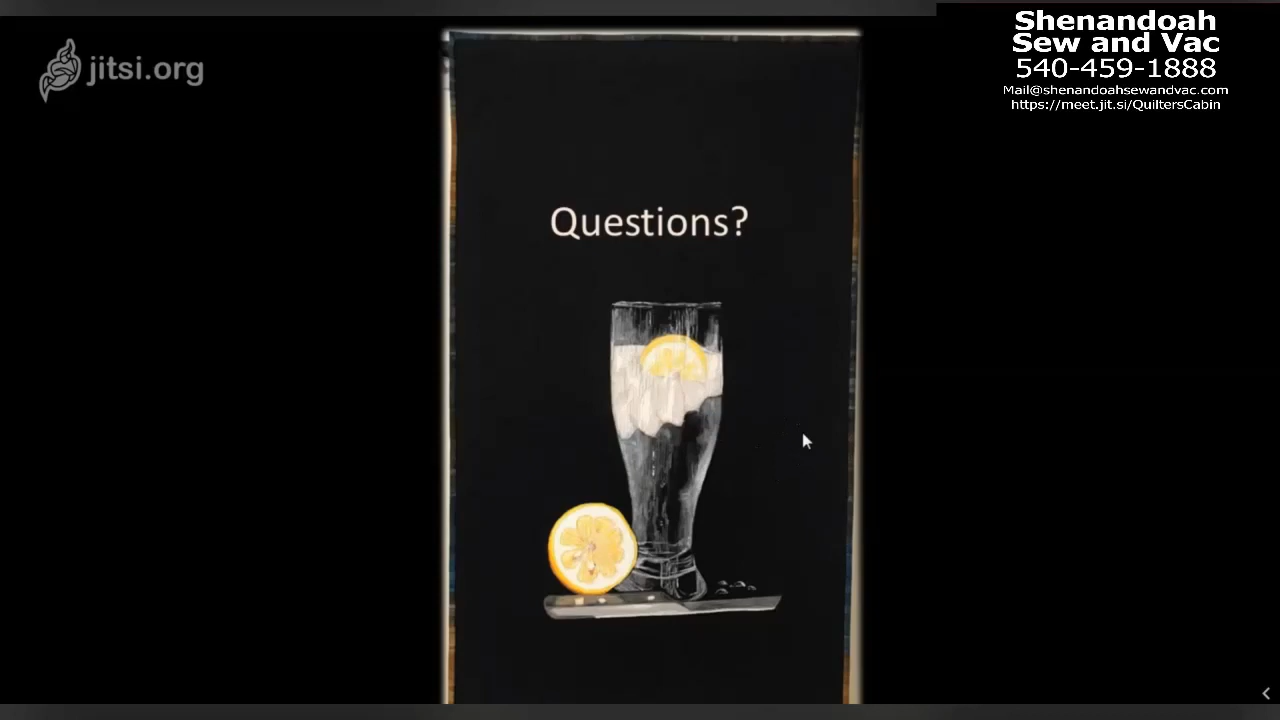 jitsi.org
Shenandoah
Sew and Vac
540-459-1888
Mail@shenandoahsewandvac.com
https://meet.jit.si/QuiltersCabin
Questions?